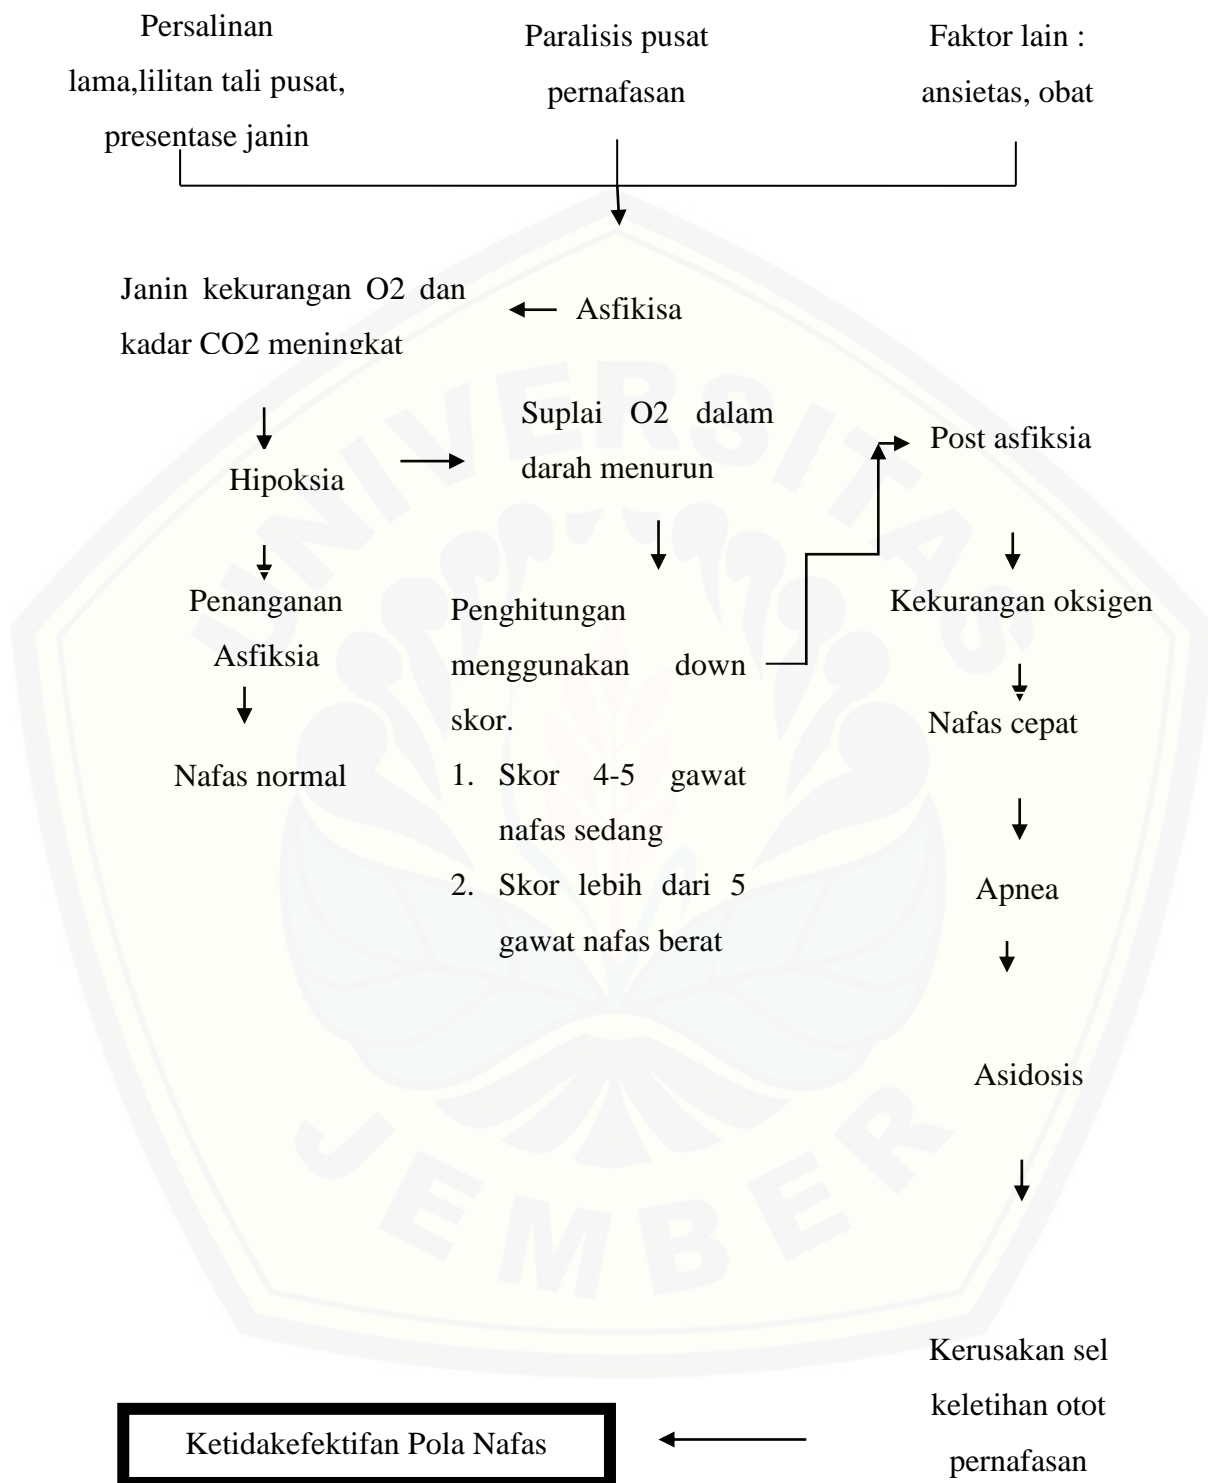 Persalinan
lama,lilitan tali pusat,
presentase janin
Paralisis pusat
pernafasan
Faktor lain :
ansietas, obat
Janin kekurangan O2 dan
kadar CO2 meningkat
Asfikisa
Hipoksia
Suplai O2 dalam
darah menurun
Post asfiksia
Penanganan
Asfiksia
Nafas normal
Penghitungan
menggunakan down
skor.
1. Skor 4-5 gawat
nafas sedang
2. Skor lebih dari 5
gawat nafas berat
Kekurangan oksigen
Nafas cepat
Apnea
Asidosis
Kerusakan sel
keletihan otot
pernafasan
Ketidakefektifan Pola Nafas
UNIVERSITAS
JEMBER